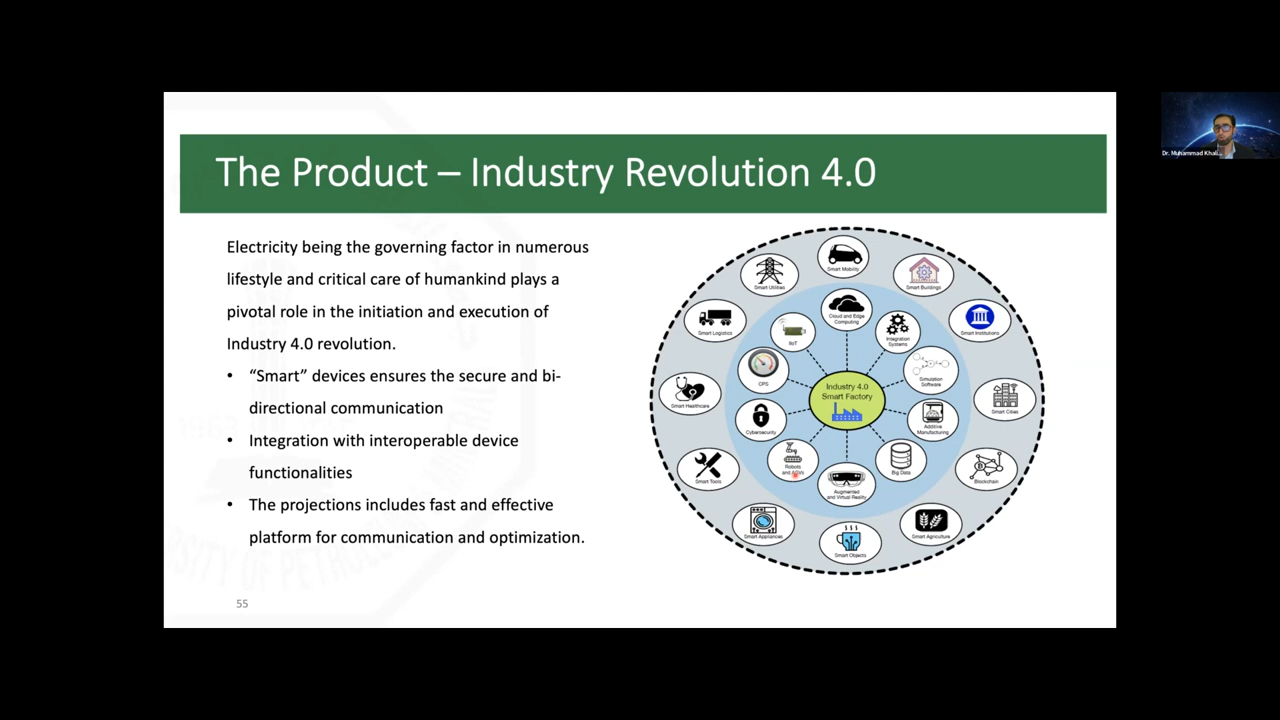 The Product – Industry Revolution 4.0
Electricity being the governing factor in numerous
lifestyle and critical care of humankind plays a
pivotal role in the initiation and execution of
Industry 4.0 revolution.
• “Smart” devices ensures the secure and bi-
directional communication
• Integration with interoperable device
functionalities
• The projections includes fast and effective
platform for communication and optimization.
55
Smart Mobility
Smart Utilities
Smart Buildings
Smart Logistics
Smart Institutions
Smart Healthcare
Smart Cities
Smart Tools
Blockchain
Smart Appliances
Smart Agriculture
Smart Objects
Cloud and Edge
Computing
IIoT
Integration
Systems
CPS
Simulation
Software
Industry 4.0
Smart Factory
Cybersecurity
Additive
Manufacturing
Robots
and
Big Data
Augmented
and Virtual Reality
Dr. Muhammad Khali...